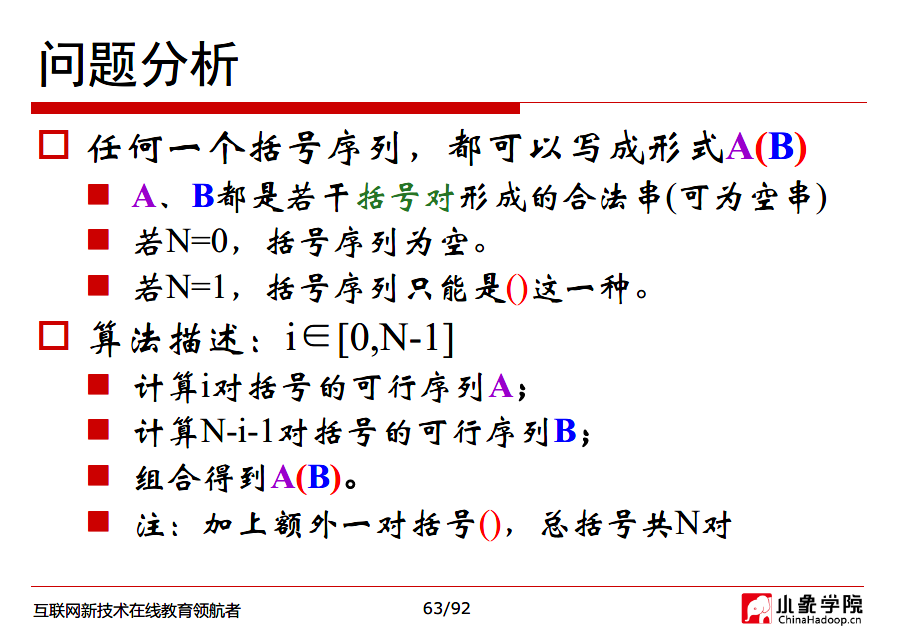 问题分析
任何一个括号序列，都可以写成形式A(B)
A、B都是若干括号对形成的合法串(可为空串)
若N=0，括号序列为空。
若N=1，括号序列只能是()这一种。
算法描述：i∈[0,N-1]
计算i对括号的可行序列A；
计算N-i-1对括号的可行序列B；
组合得到A(B)。
注：加上额外一对括号()，总括号共N对
互联网新技术在线教育领航者
63/92
小象学院
ChinaHadoop.cn